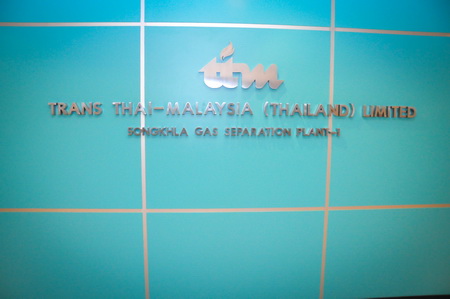 ttm
TRANS THAI-MALAYSIA (THAILAND) LIMITED
SONGKHLA GAS SEPARATION PLANT-1